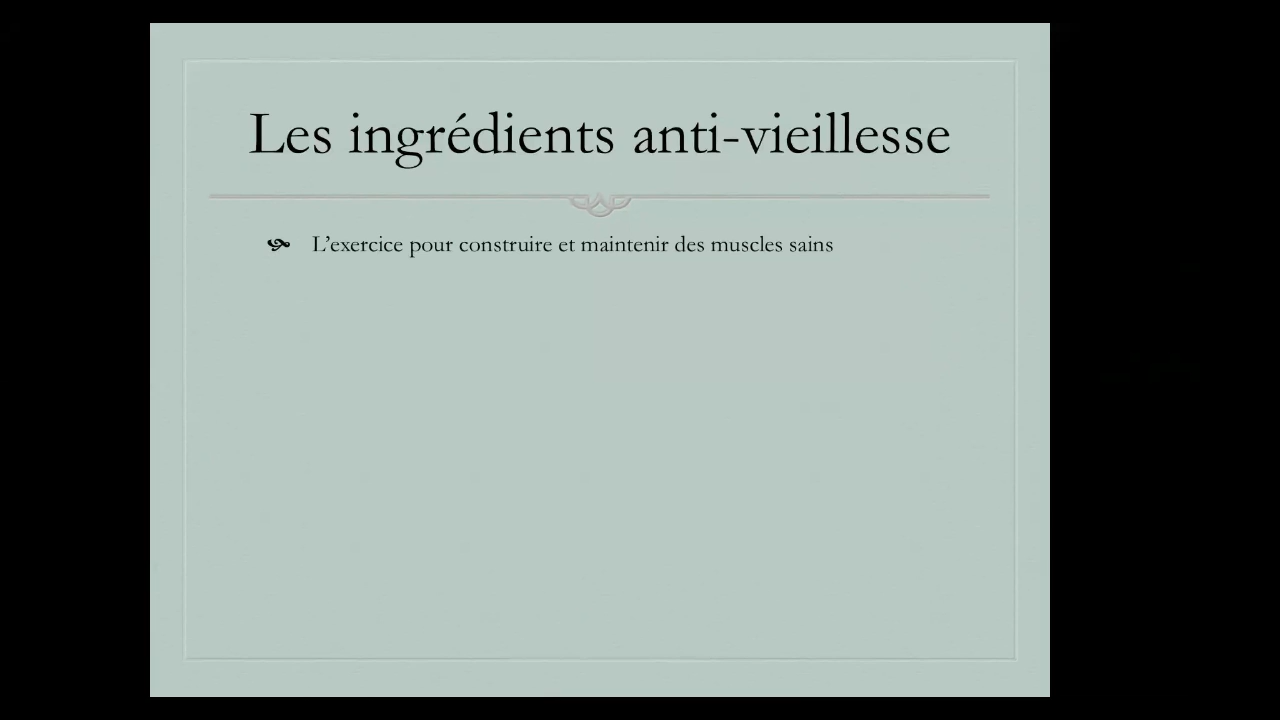 Les ingrédients anti-vieillesse
L’exercice pour construire et maintenir des muscles sains